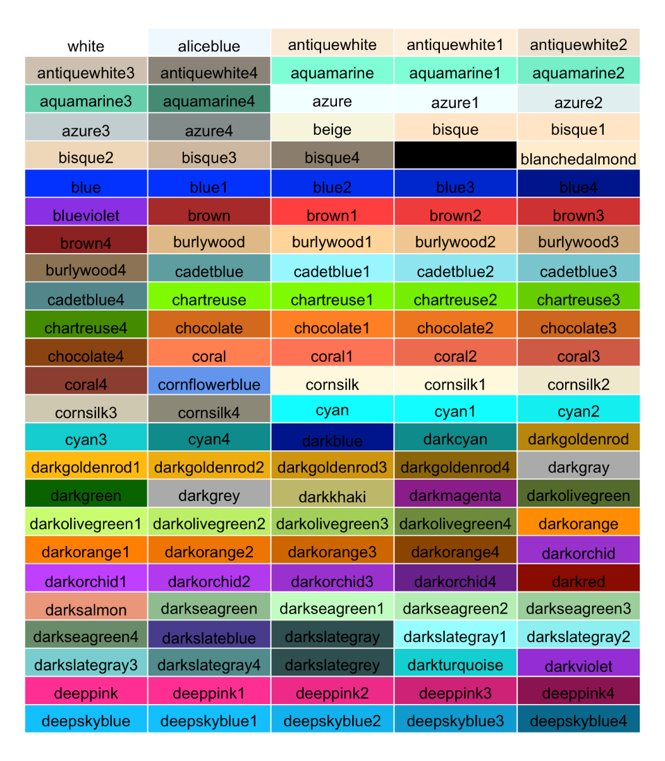 white aliceblue antiquewhite antiquewhite1 antiquewhite2
antiquewhite3 antiquewhite4 aquamarine aquamarine1 aquamarine2
aquamarine3 aquamarine4 azure azure1 azure2
azure3 azure4 beige bisque bisque1
bisque2 bisque3 bisque4 blanchedalmond
blue blue1 blue2 blue3 blue4
blueviolet brown brown1 brown2 brown3
brown4 burlywood burlywood1 burlywood2 burlywood3
burlywood4 cadetblue cadetblue1 cadetblue2 cadetblue3
cadetblue4 chartreuse chartreuse1 chartreuse2 chartreuse3
chartreuse4 chocolate chocolate1 chocolate2 chocolate3
chocolate4 coral coral1 coral2 coral3
coral4 cornflowerblue cornsilk cornsilk1 cornsilk2
cornsilk3 cornsilk4 cyan cyan1 cyan2
cyan3 cyan4 darkblue darkcyan darkgoldenrod
darkgoldenrod1 darkgoldenrod2 darkgoldenrod3 darkgoldenrod4 darkgray
darkgreen darkgrey darkkhaki darkmagenta darkolivegreen
darkolivegreen1 darkolivegreen2 darkolivegreen3 darkolivegreen4 darkorange
darkorange1 darkorange2 darkorange3 darkorange4 darkorchid
darkorchid1 darkorchid2 darkorchid3 darkorchid4 darkred
darksalmon darkseagreen darkseagreen1 darkseagreen2 darkseagreen3
darkseagreen4 darkslateblue darkslategray darkslategray1 darkslategray2
darkslategray3 darkslategray4 darkslategrey darkturquoise darkviolet
deeppink deeppink1 deeppink2 deeppink3 deeppink4
deepskyblue deepskyblue1 deepskyblue2 deepskyblue3 deepskyblue4